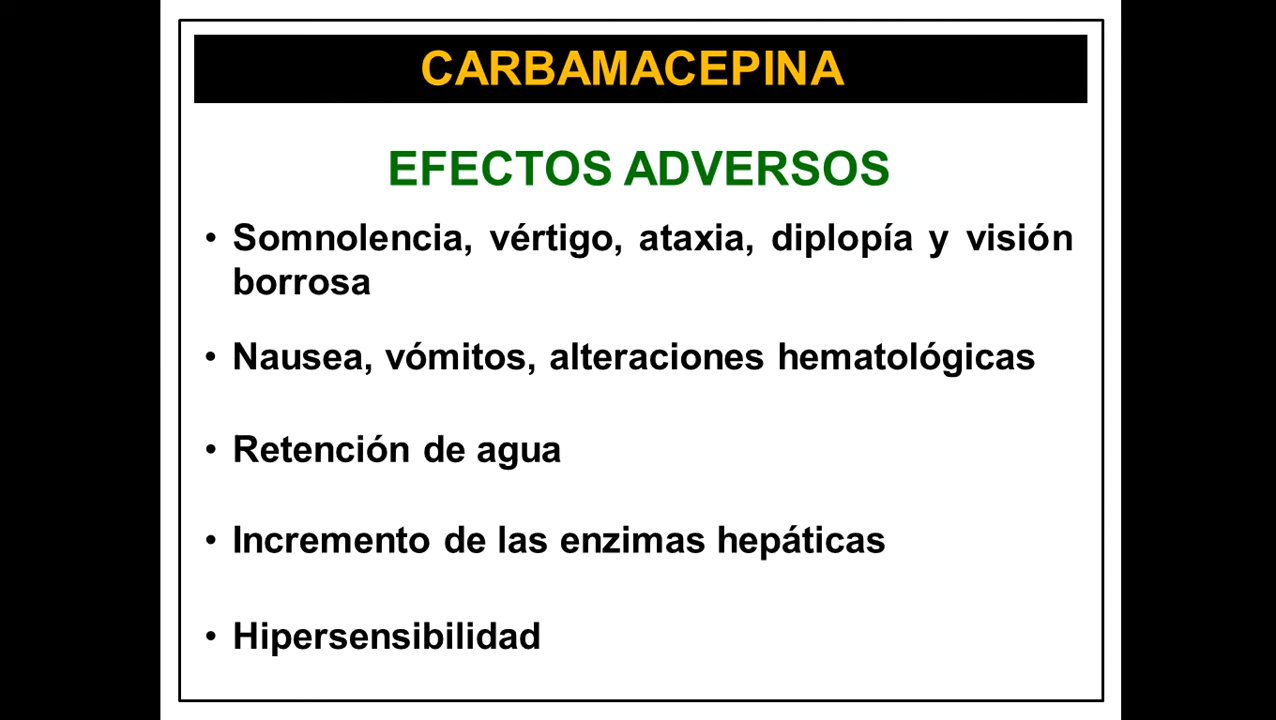 CARBAMACEPINA
EFECTOS ADVERSOS
• Somnolencia, vértigo, ataxia, diplopía y visión
borrosa
• Nausea, vómitos, alteraciones hematológicas
• Retención de agua
• Incremento de las enzimas hepáticas
• Hipersensibilidad